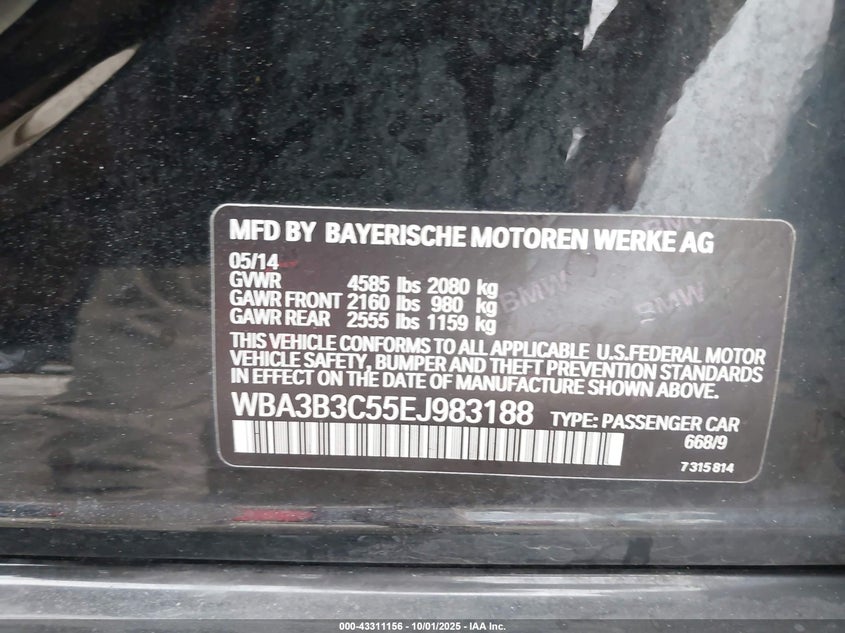 MFD BY BAYERISCHE MOTOREN WERKE AG
05/14
GVWR 4585 lbs 2080 kg
GAWR FRONT 2160 lbs 980 kg
GAWR REAR 2555 lbs 1159 kg
THIS VEHICLE CONFORMS TO ALL APPLICABLE U.S.FEDERAL MOTOR
VEHICLE SAFETY, BUMPER AND THEFT PREVENTION STANDARDS
IN EFFECT ON THE DATE OF MANUFACTURE SHOWN ABOVE.
WBA3B3C55EJ983188 TYPE: PASSENGER CAR
668/9
7 315 814
BMW
BMW
BMW
000-43311156 - 10/01/2025 - IAA Inc.